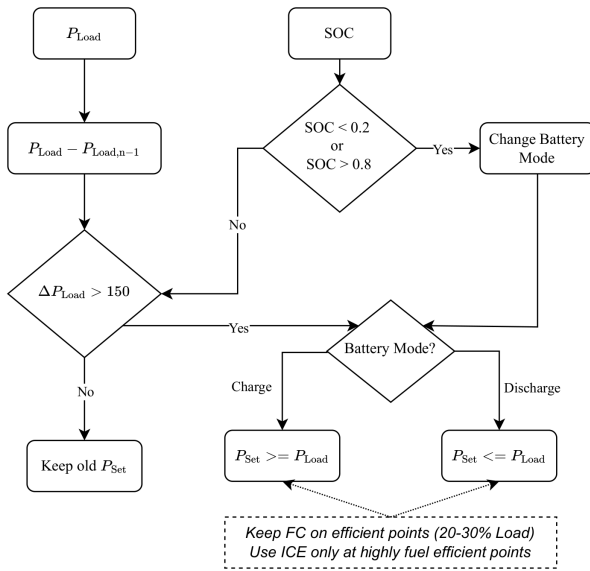 P_Load
SOC
P_Load − P_Load,n−1
SOC < 0.2
or
SOC > 0.8
Yes
Change Battery
Mode
No
ΔP_Load > 150
Yes
Battery Mode?
No
Charge
Discharge
Keep old P_Set
P_Set >= P_Load
P_Set <= P_Load
Keep FC on efficient points (20-30% Load)
Use ICE only at highly fuel efficient points